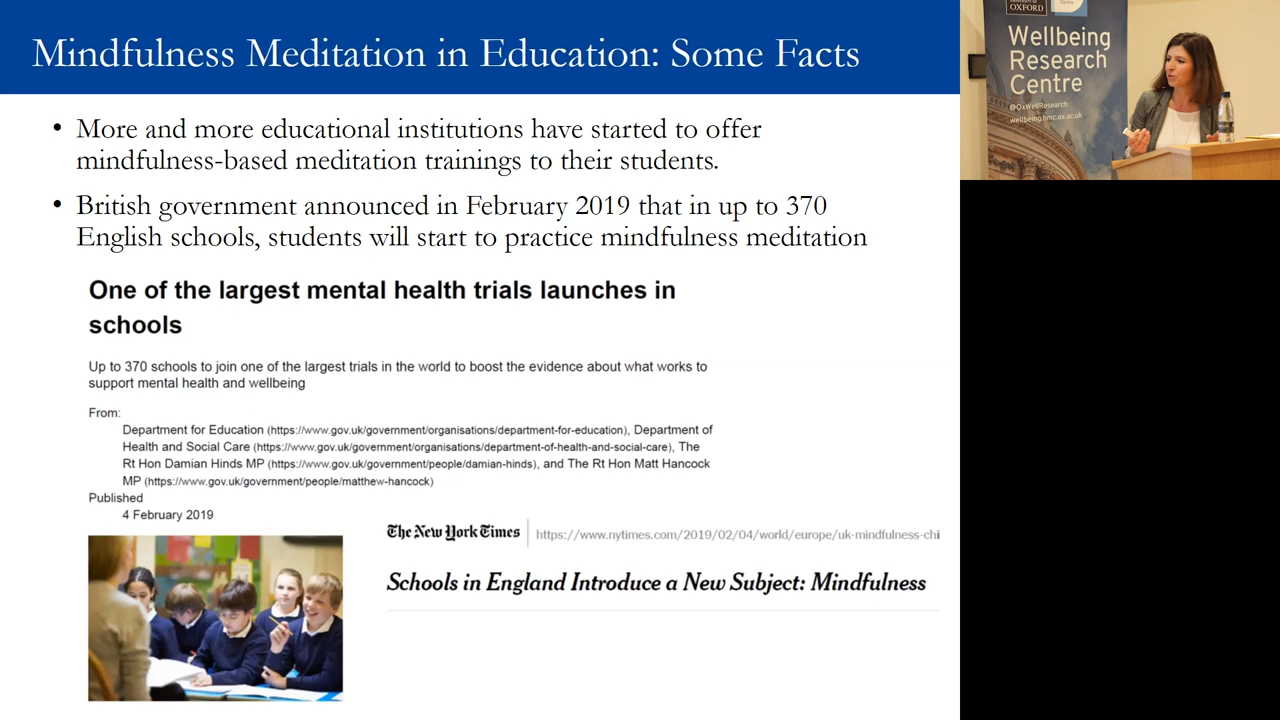 Mindfulness Meditation in Education: Some Facts
• More and more educational institutions have started to offer
mindfulness-based meditation trainings to their students.
• British government announced in February 2019 that in up to 370
English schools, students will start to practice mindfulness meditation
One of the largest mental health trials launches in
schools
Up to 370 schools to join one of the largest trials in the world to boost the evidence about what works to
support mental health and wellbeing
From:
Department for Education (https://www.gov.uk/government/organisations/department-for-education), Department of
Health and Social Care (https://www.gov.uk/government/organisations/department-of-health-and-social-care), The
Rt Hon Damian Hinds MP (https://www.gov.uk/government/people/damian-hinds), and The Rt Hon Matt Hancock
MP (https://www.gov.uk/government/people/matthew-hancock)
Published
4 February 2019
The New York Times
https://www.nytimes.com/2019/02/04/world/europe/uk-mindfulness-chi
Schools in England Introduce a New Subject: Mindfulness
OXFORD
Centre
Wellbeing
Research
Centre
@OxWellResearch
wellbeing.hmc.ox.ac.uk